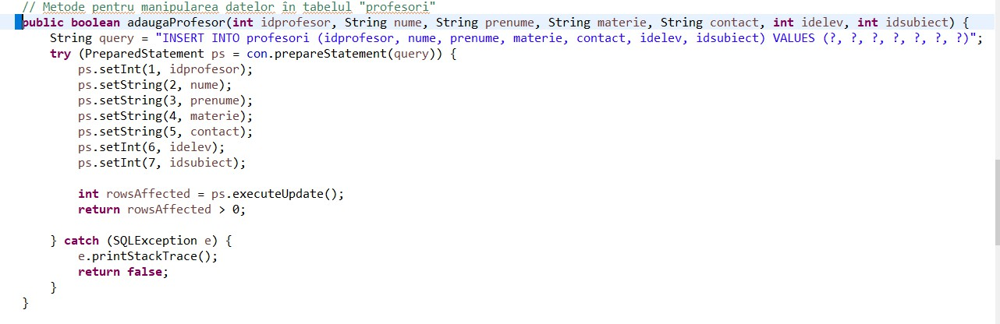 // Metode pentru manipularea datelor în tabelul "profesori"
public boolean adaugaProfesor(int idprofesor, String nume, String prenume, String materie, String contact, int idelev, int idsubiect) {
String query = "INSERT INTO profesori (idprofesor, nume, prenume, materie, contact, idelev, idsubiect) VALUES (?, ?, ?, ?, ?, ?, ?)";
try (PreparedStatement ps = con.prepareStatement(query)) {
ps.setInt(1, idprofesor);
ps.setString(2, nume);
ps.setString(3, prenume);
ps.setString(4, materie);
ps.setString(5, contact);
ps.setInt(6, idelev);
ps.setInt(7, idsubiect);
int rowsAffected = ps.executeUpdate();
return rowsAffected > 0;
} catch (SQLException e) {
e.printStackTrace();
return false;
}
}